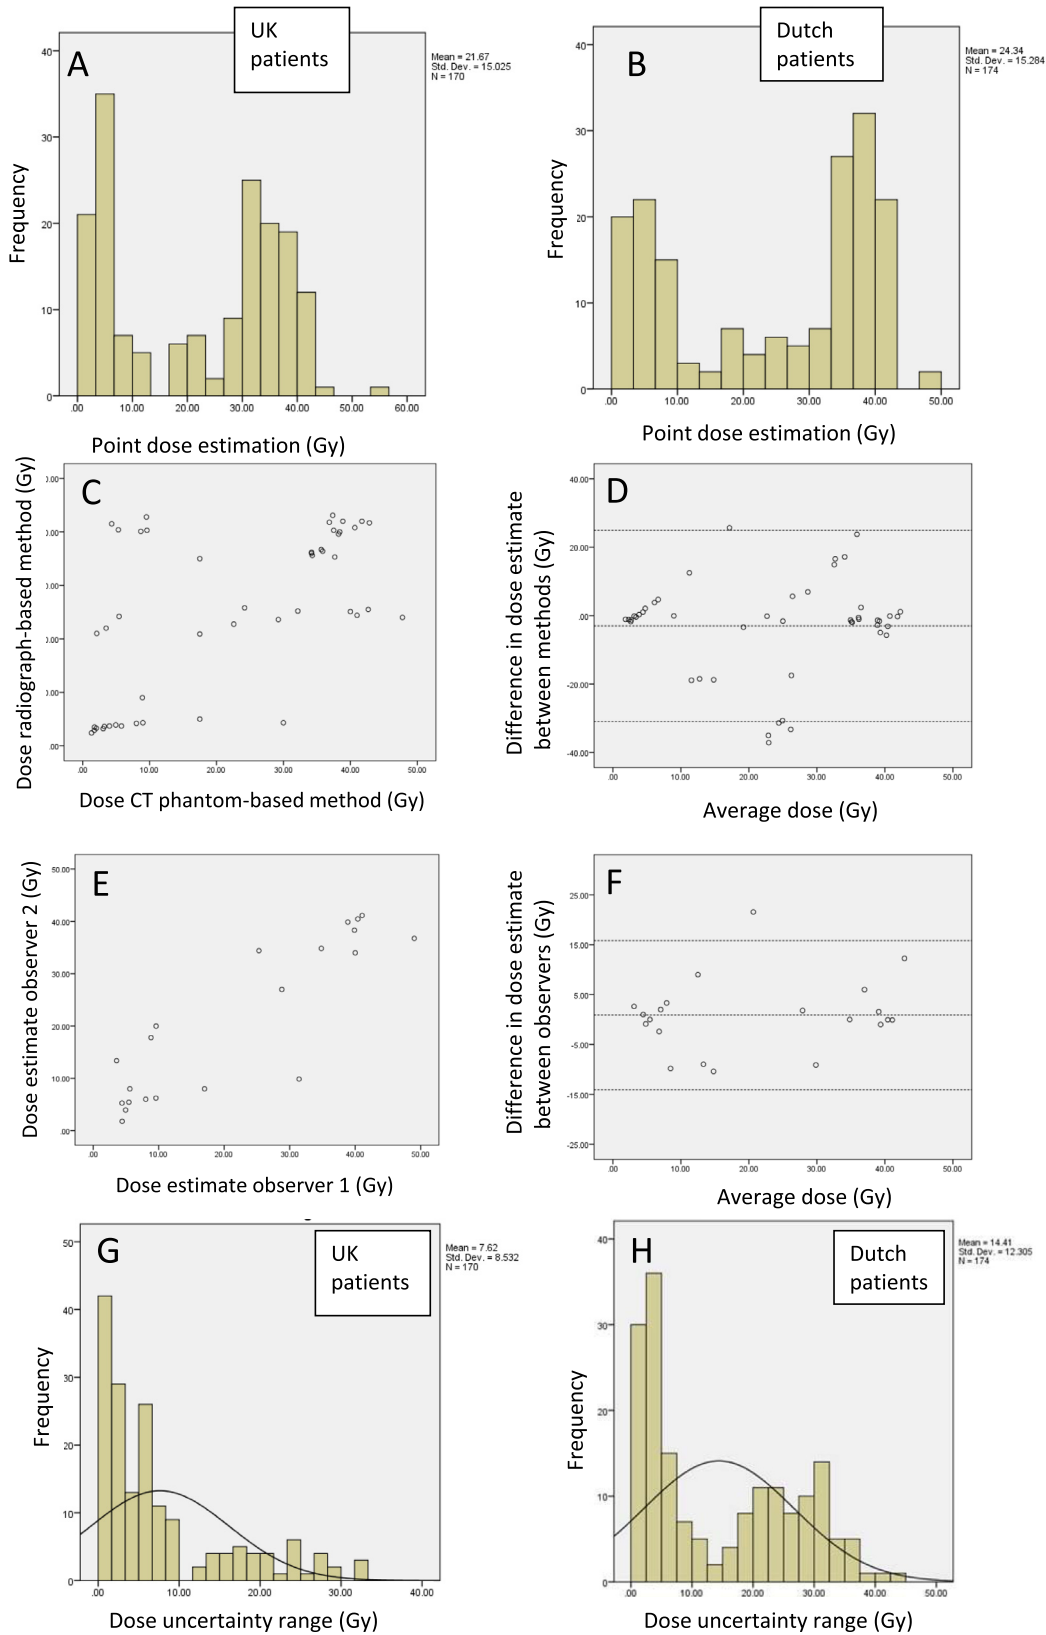 A
UK
patients
Mean = 21.67
Std. Dev. = 15.025
N = 170
40
30
20
10
0
Frequency
.00 10.00 20.00 30.00 40.00 50.00 60.00
Point dose estimation (Gy)
B
Dutch
patients
Mean = 24.34
Std. Dev. = 15.284
N = 174
40
30
20
10
0
Frequency
.00 10.00 20.00 30.00 40.00 50.00
Point dose estimation (Gy)
C
Dose radiograph-based method (Gy)
0.00
0.00
0.00
0.00
0.00
.00
.00 10.00 20.00 30.00 40.00 50.00
Dose CT phantom-based method (Gy)
D
Difference in dose estimate
between methods (Gy)
40.00
20.00
.00
-20.00
-40.00
.00 10.00 20.00 30.00 40.00 50.00
Average dose (Gy)
E
Dose estimate observer 2 (Gy)
50.00
40.00
30.00
20.00
10.00
.00
.00 10.00 20.00 30.00 40.00 50.00
Dose estimate observer 1 (Gy)
F
Difference in dose estimate
between observers (Gy)
25.00
15.00
5.00
-5.00
-15.00
-25.00
.00 10.00 20.00 30.00 40.00 50.00
Average dose (Gy)
G
UK
patients
Mean = 7.62
Std. Dev. = 8.532
N = 170
50
40
30
20
10
0
Frequency
.00 10.00 20.00 30.00 40.00
Dose uncertainty range (Gy)
H
Dutch
patients
Mean = 14.41
Std. Dev. = 12.305
N = 174
40
30
20
10
0
Frequency
.00 10.00 20.00 30.00 40.00 50.00
Dose uncertainty range (Gy)